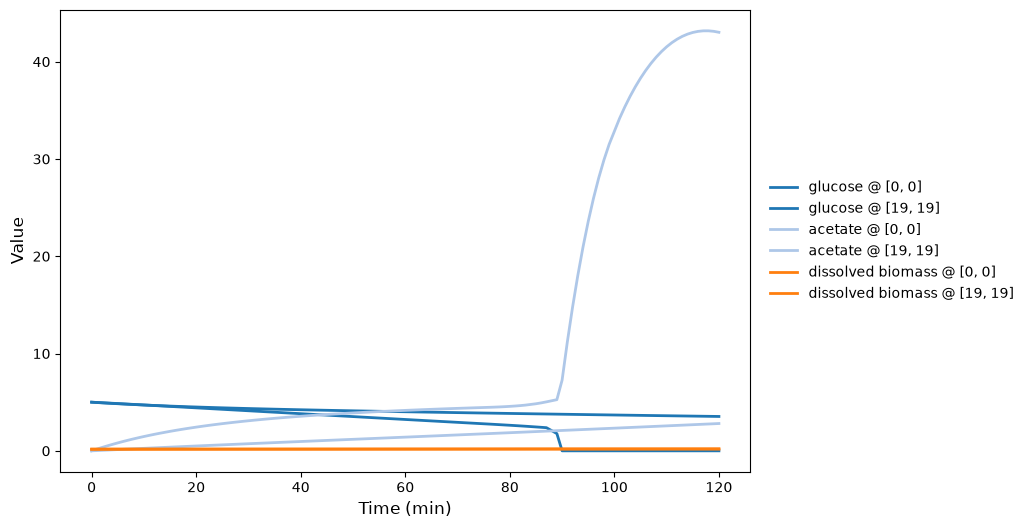 40
30
20
10
0
Value
0 20 40 60 80 100 120
Time (min)
glucose @ [0, 0]
glucose @ [19, 19]
acetate @ [0, 0]
acetate @ [19, 19]
dissolved biomass @ [0, 0]
dissolved biomass @ [19, 19]